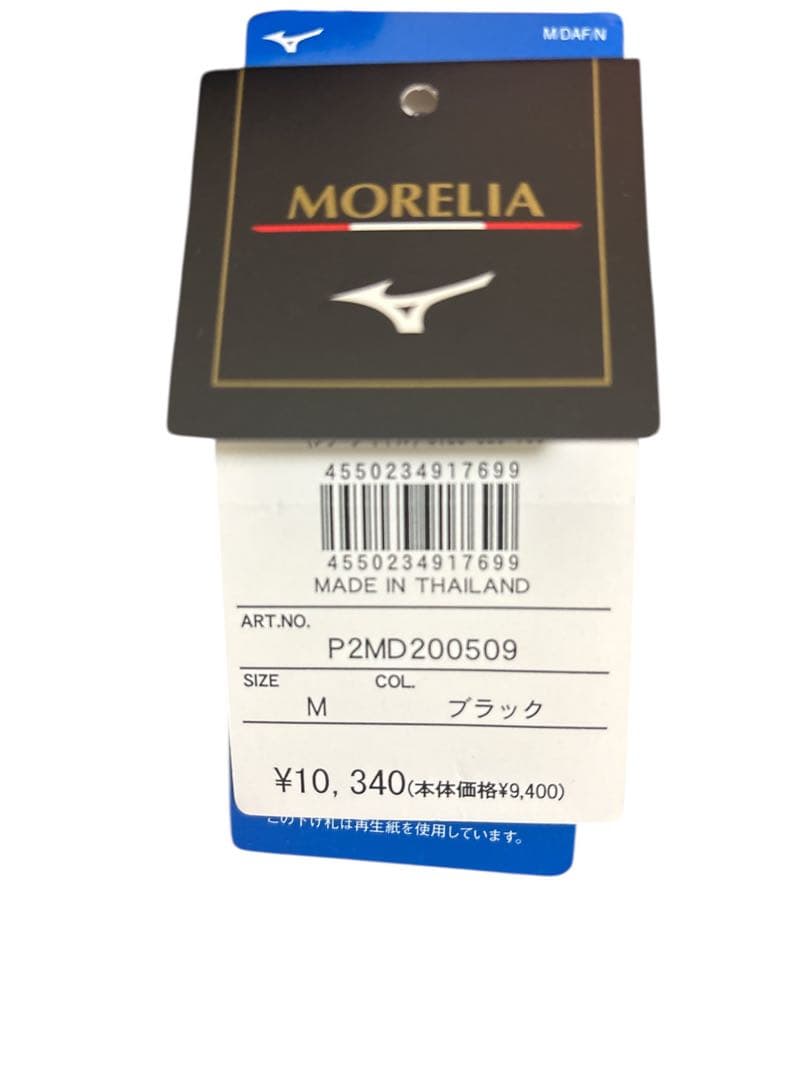 M/DAF/N
MORELIA
4550234917699
4550234917699
MADE IN THAILAND
ART.NO.
P2MD200509
SIZE COL.
M ブラック
¥10, 340(本体価格¥9,400)
この下げ札は再生紙を使用しています。